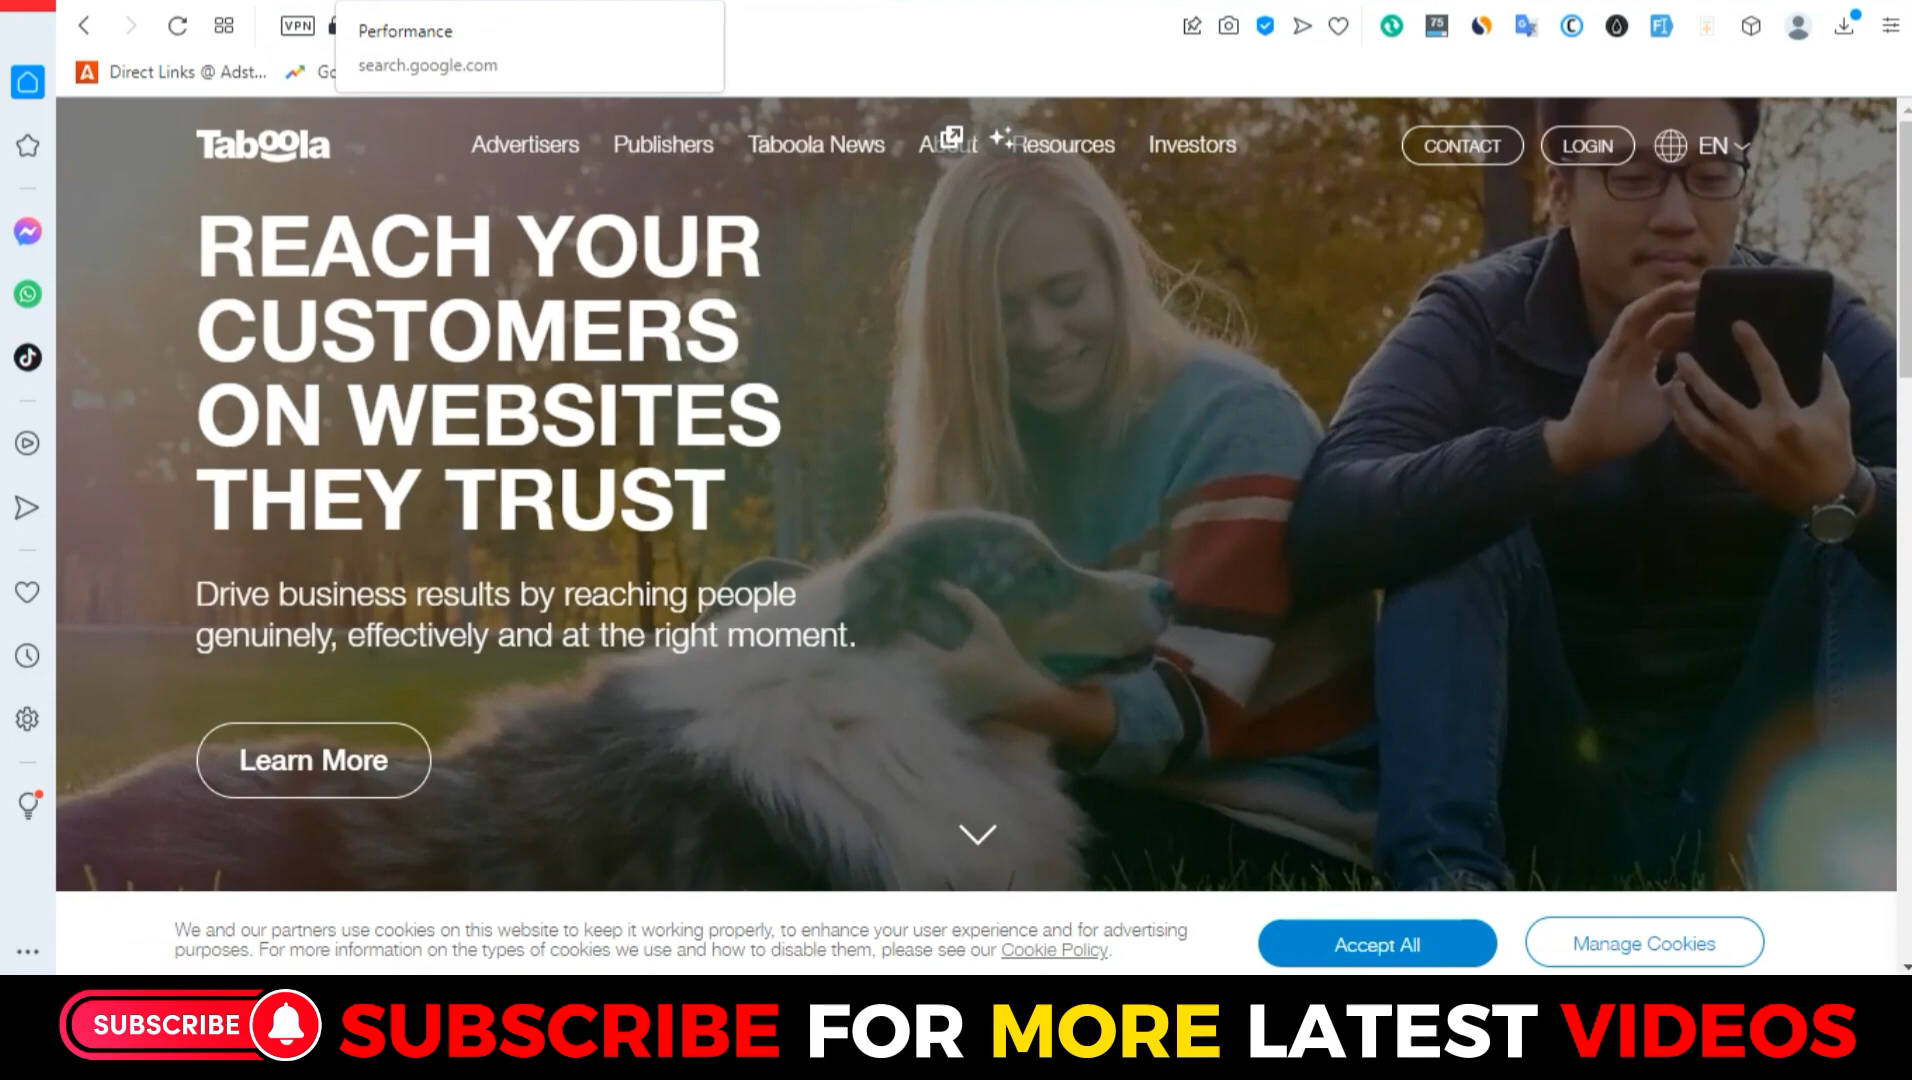 Performance
search.google.com
VPN
75
Direct Links @ Adst...
Taboola
Advertisers
Publishers
Taboola News
Resources
Investors
CONTACT
LOGIN
EN
REACH YOUR
CUSTOMERS
ON WEBSITES
THEY TRUST
Drive business results by reaching people
genuinely, effectively and at the right moment.
Learn More
We and our partners use cookies on this website to keep it working properly, to enhance your user experience and for advertising
purposes. For more information on the types of cookies we use and how to disable them, please see our Cookie Policy.
Accept All
Manage Cookies
SUBSCRIBE
SUBSCRIBE FOR MORE LATEST VIDEOS